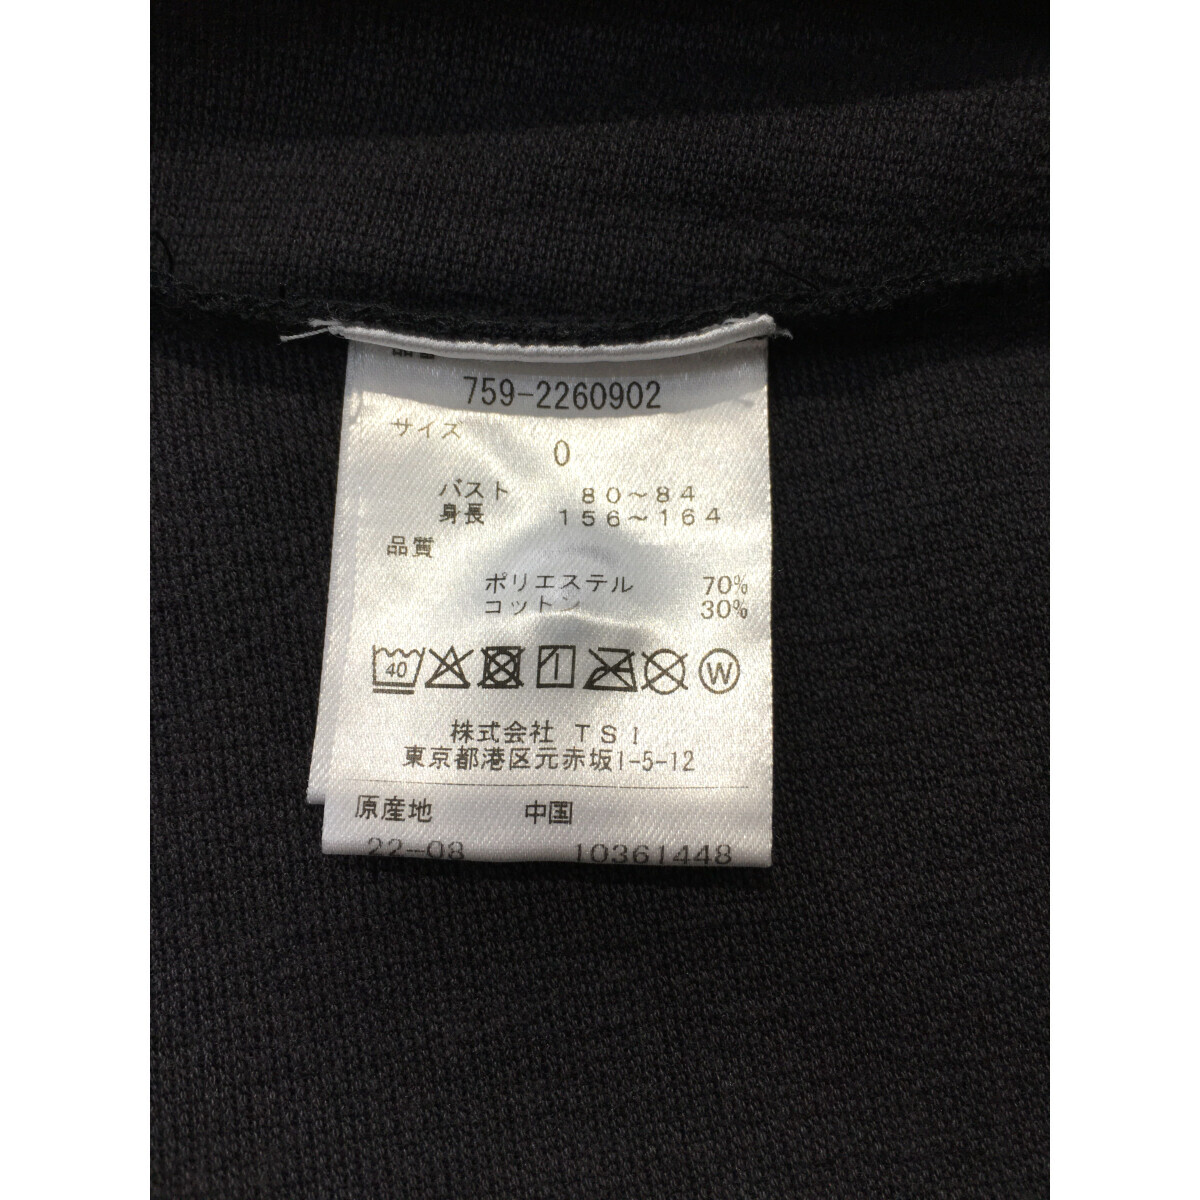 759-2260902
サイズ
0
バスト 80～84
身長 156～164
品質
ポリエステル 70%
コットン 30%
40 W
株式会社 TSI
東京都港区元赤坂1-5-12
原産地 中国
22-08 10361448